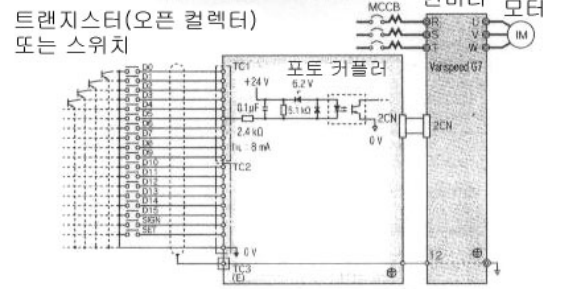 트랜지스터(오픈 컬렉터)
또는 스위치
MCCB
모터
R
S
T
U
V
W
IM
Varispeed G7
TC1
포토 커플러
+24 V
6.2 V
0.1μF
5.1 kΩ
2.4 kΩ
8 mA
2CN
2CN
0 V
D0
D1
D2
D3
D4
D5
D6
D7
D8
D9
D10
D11
D12
D13
D14
D15
SIGN
SET
TC2
0 V
TC3
(E)
12